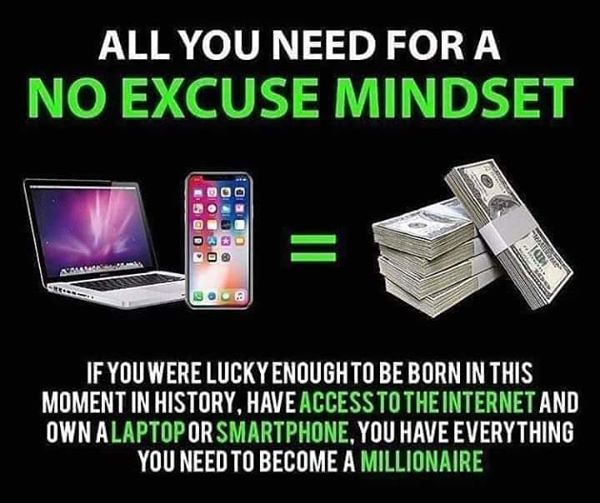 ALL YOU NEED FOR A
NO EXCUSE MINDSET
=
IF YOU WERE LUCKY ENOUGH TO BE BORN IN THIS
MOMENT IN HISTORY, HAVE ACCESS TO THE INTERNET AND
OWN A LAPTOP OR SMARTPHONE, YOU HAVE EVERYTHING
YOU NEED TO BECOME A MILLIONAIRE